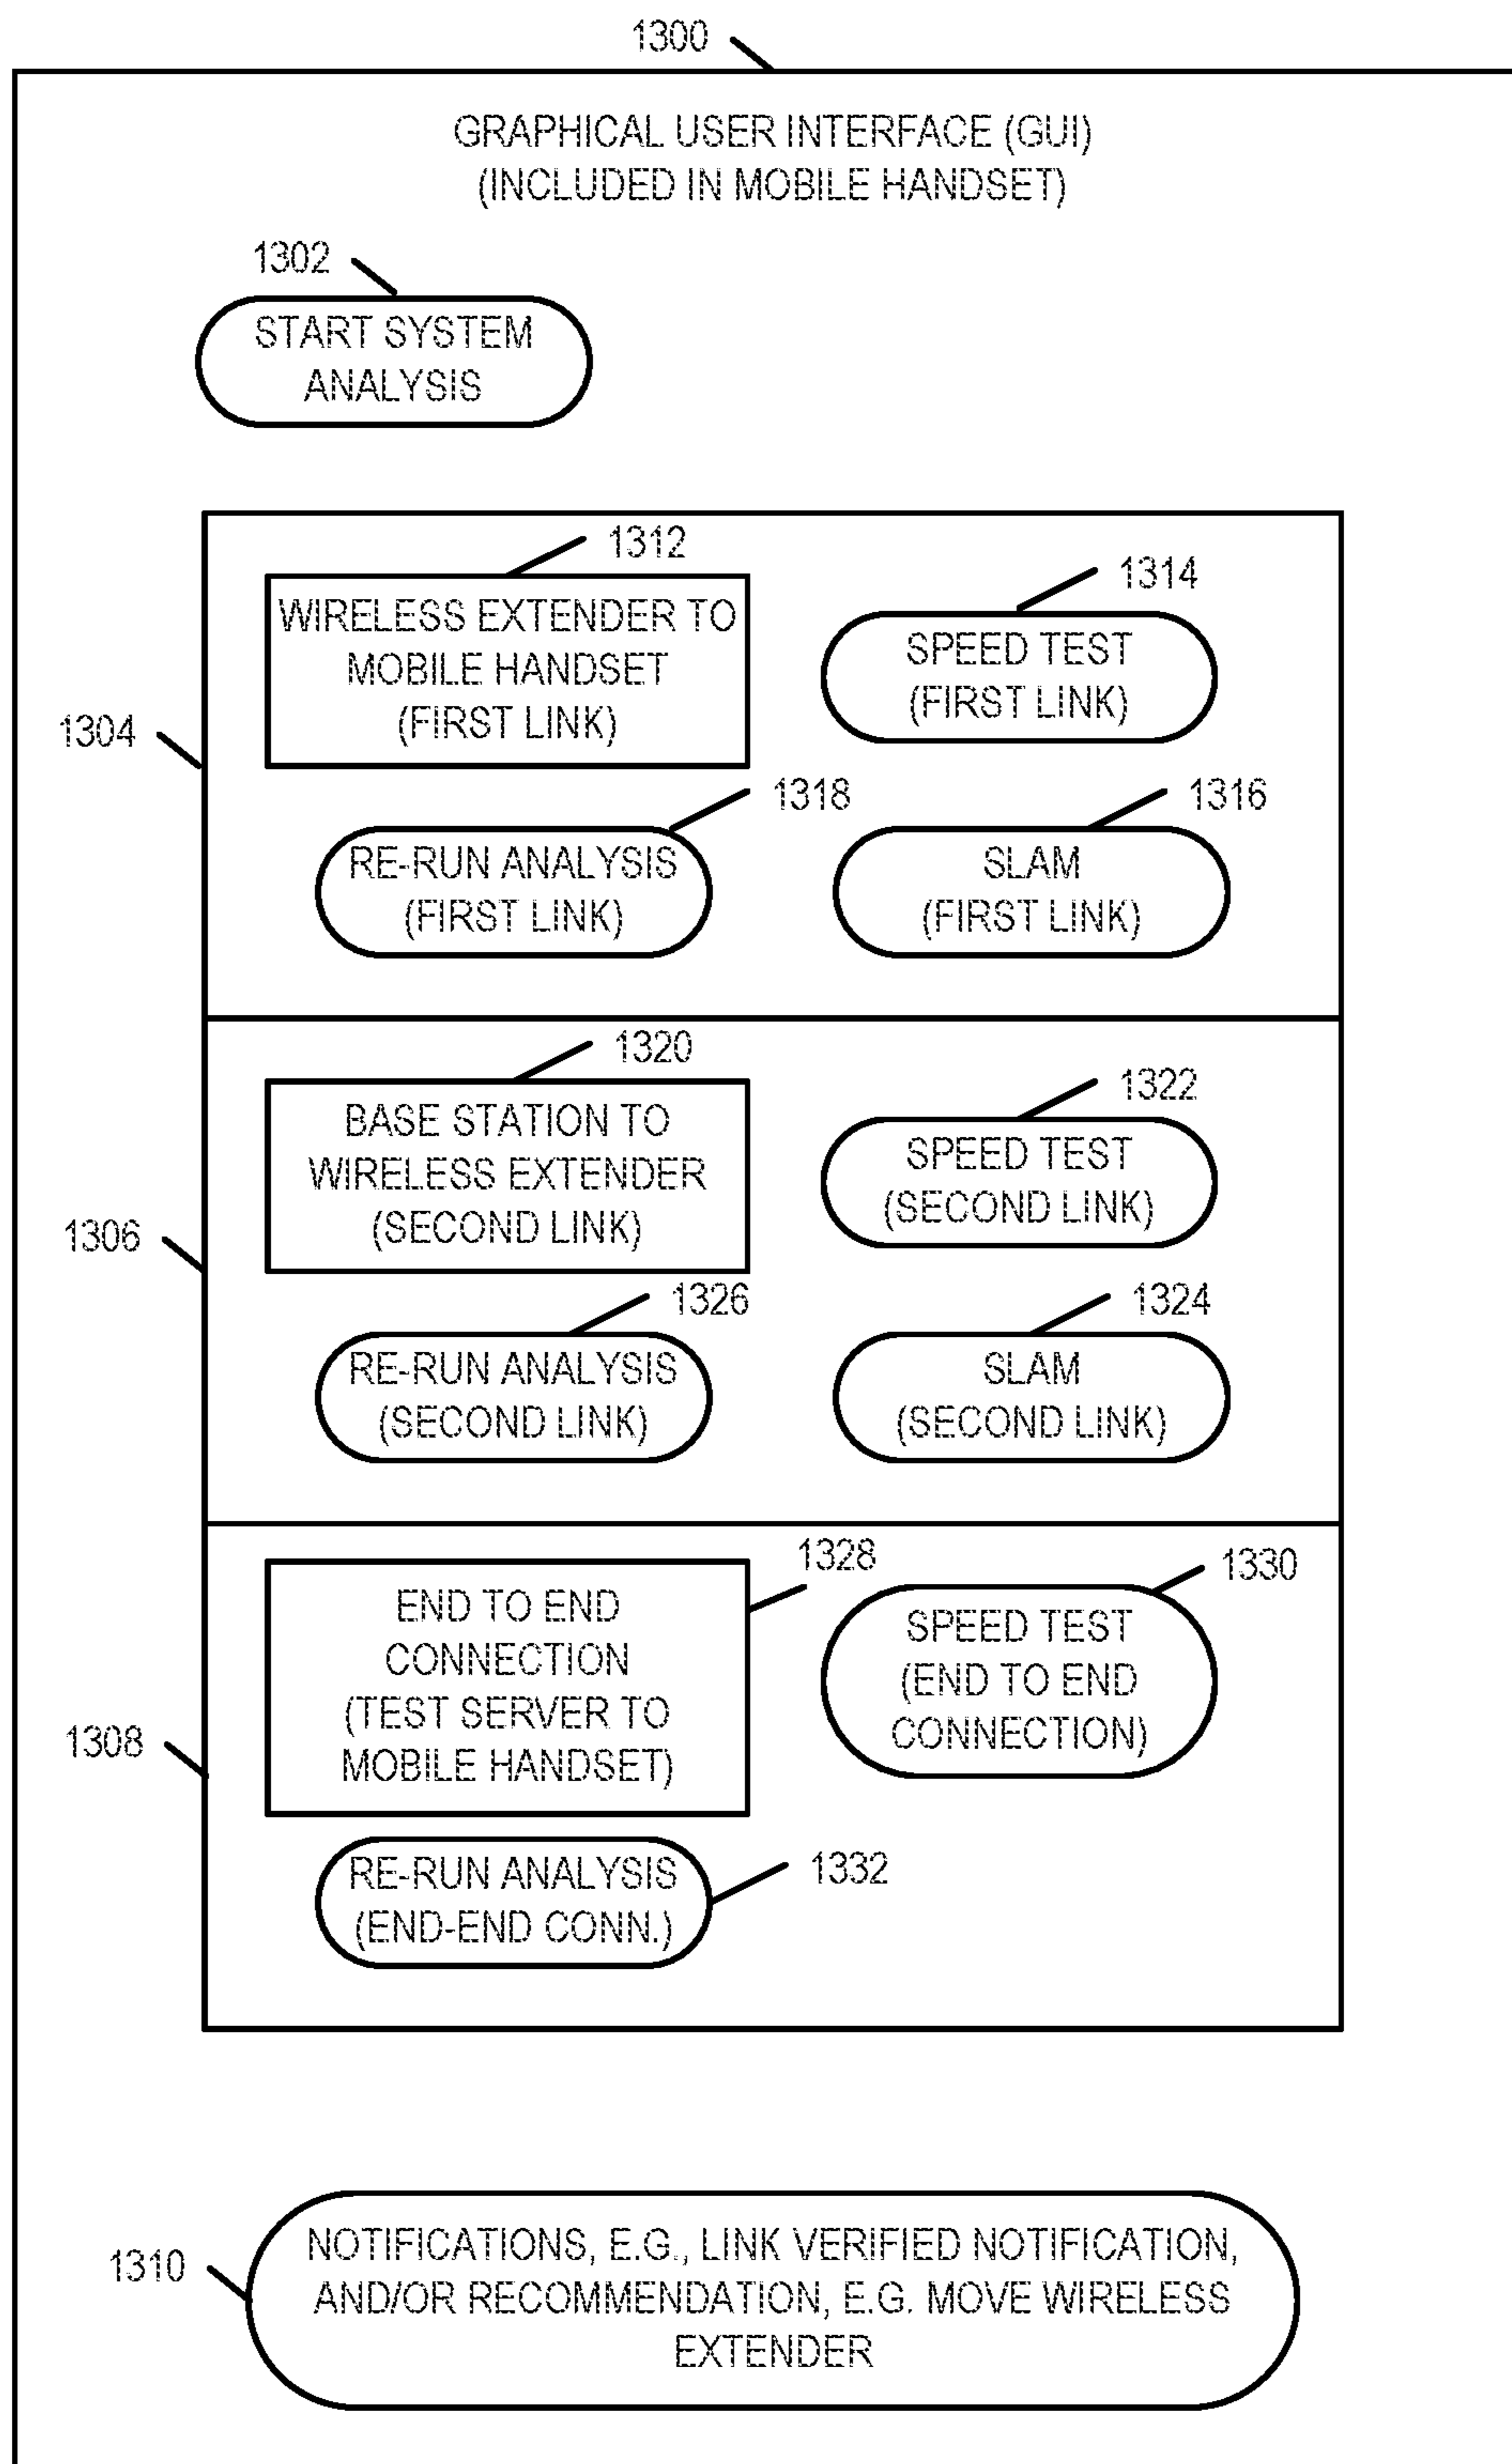 1300
GRAPHICAL USER INTERFACE (GUI)
(INCLUDED IN MOBILE HANDSET)
1302
START SYSTEM
ANALYSIS
1304
1312
WIRELESS EXTENDER TO
MOBILE HANDSET
(FIRST LINK)
1314
SPEED TEST
(FIRST LINK)
1318
RE-RUN ANALYSIS
(FIRST LINK)
1316
SLAM
(FIRST LINK)
1306
1320
BASE STATION TO
WIRELESS EXTENDER
(SECOND LINK)
1322
SPEED TEST
(SECOND LINK)
1326
RE-RUN ANALYSIS
(SECOND LINK)
1324
SLAM
(SECOND LINK)
1308
1328
END TO END
CONNECTION
(TEST SERVER TO
MOBILE HANDSET)
1330
SPEED TEST
(END TO END
CONNECTION)
1332
RE-RUN ANALYSIS
(END-END CONN.)
1310
NOTIFICATIONS, E.G., LINK VERIFIED NOTIFICATION,
AND/OR RECOMMENDATION, E.G. MOVE WIRELESS
EXTENDER